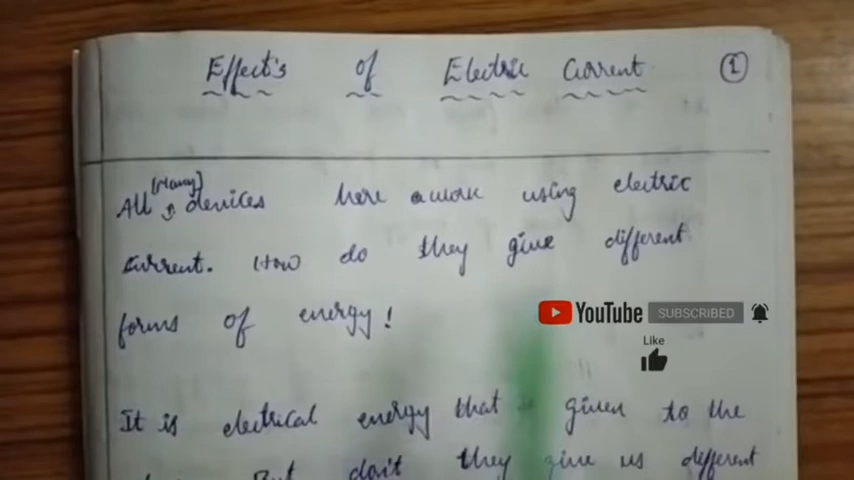 Effect's of Electric Current ①
[Many]
All devices here work using electric
current. How do they give different
forms of energy!
YouTube SUBSCRIBED
Like
It is electrical energy that is given to the
But don't they give us different